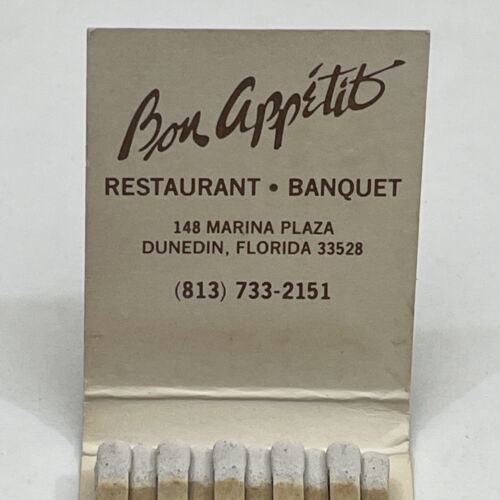 Bon Appétit
RESTAURANT • BANQUET
148 MARINA PLAZA
DUNEDIN, FLORIDA 33528
(813) 733-2151